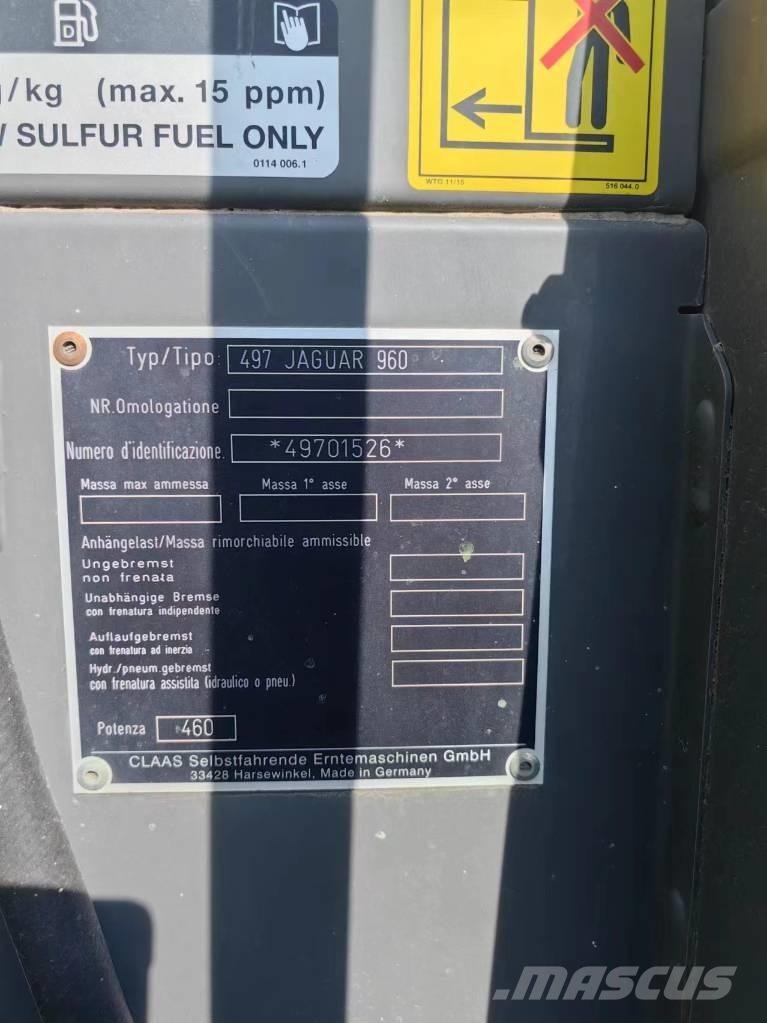 /kg (max. 15 ppm)
SULFUR FUEL ONLY
0114 006.1
WTG 11/15
516 044.0
Typ/Tipo: 497 JAGUAR 960
NR.Omologatione
Numero d'identificazione. *49701526*
Massa max ammessa Massa 1° asse Massa 2° asse
Anhängelast/Massa rimorchiabile ammissible
Ungebremst
non frenata
Unabhängige Bremse
con frenatura indipendente
Auflaufgebremst
con frenatura ad inerzia
Hydr./pneum.gebremst
con frenatura assistita (idraulico o pneu.)
Potenza 460
CLAAS Selbstfahrende Erntemaschinen GmbH
33428 Harsewinkel, Made in Germany
MASCUS